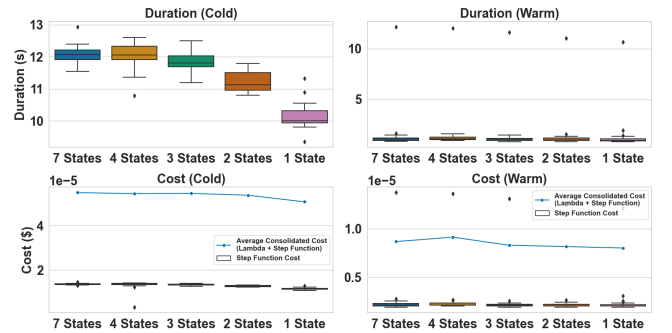 Duration (Cold)
Duration (s)
13
12
11
10
7 States 4 States 3 States 2 States 1 State
Duration (Warm)
10
5
7 States 4 States 3 States 2 States 1 State
Cost (Cold)
1e−5
Cost ($)
4
2
Average Consolidated Cost
(Lambda + Step Function)
Step Function Cost
7 States 4 States 3 States 2 States 1 State
Cost (Warm)
1e−5
1.0
0.5
Average Consolidated Cost
(Lambda + Step Function)
Step Function Cost
7 States 4 States 3 States 2 States 1 State